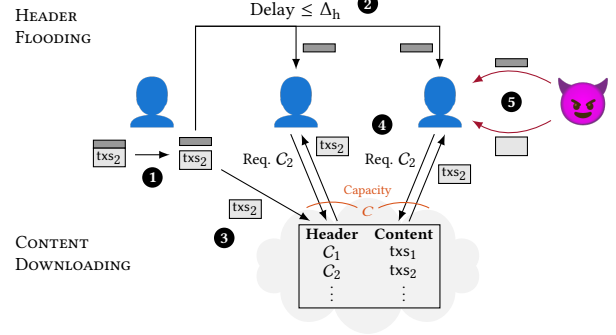 HEADER
FLOODING
Delay ≤ Δh
2
txs₂
1
txs₂
Req. C₂
txs₂
4
Req. C₂
txs₂
5
txs₂
3
Capacity
C
CONTENT
DOWNLOADING
Header Content
C₁ txs₁
C₂ txs₂
⋮ ⋮